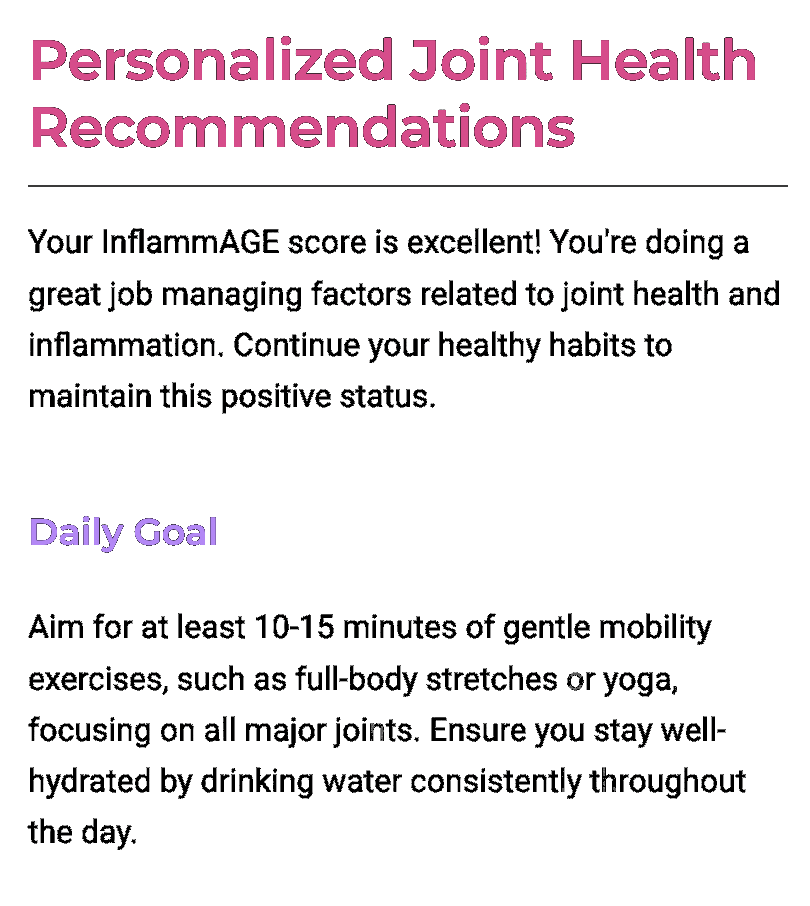 Personalized Joint Health
Recommendations
Your InflammAGE score is excellent! You're doing a
great job managing factors related to joint health and
inflammation. Continue your healthy habits to
maintain this positive status.
Daily Goal
Aim for at least 10-15 minutes of gentle mobility
exercises, such as full-body stretches or yoga,
focusing on all major joints. Ensure you stay well-
hydrated by drinking water consistently throughout
the day.